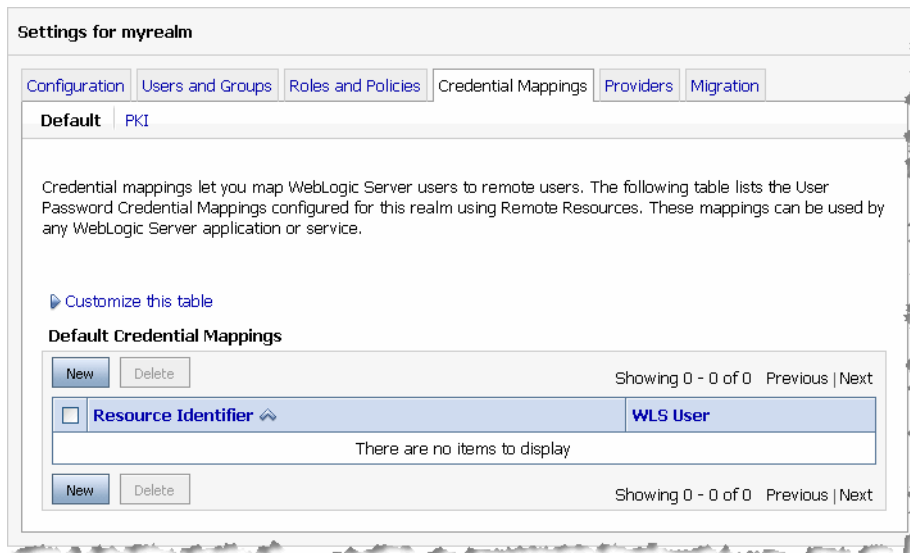 Settings for myrealm
Configuration Users and Groups Roles and Policies Credential Mappings Providers Migration
Default PKI
Credential mappings let you map WebLogic Server users to remote users. The following table lists the User
Password Credential Mappings configured for this realm using Remote Resources. These mappings can be used by
any WebLogic Server application or service.
Customize this table
Default Credential Mappings
New Delete Showing 0 - 0 of 0 Previous | Next
Resource Identifier WLS User
There are no items to display
New Delete Showing 0 - 0 of 0 Previous | Next